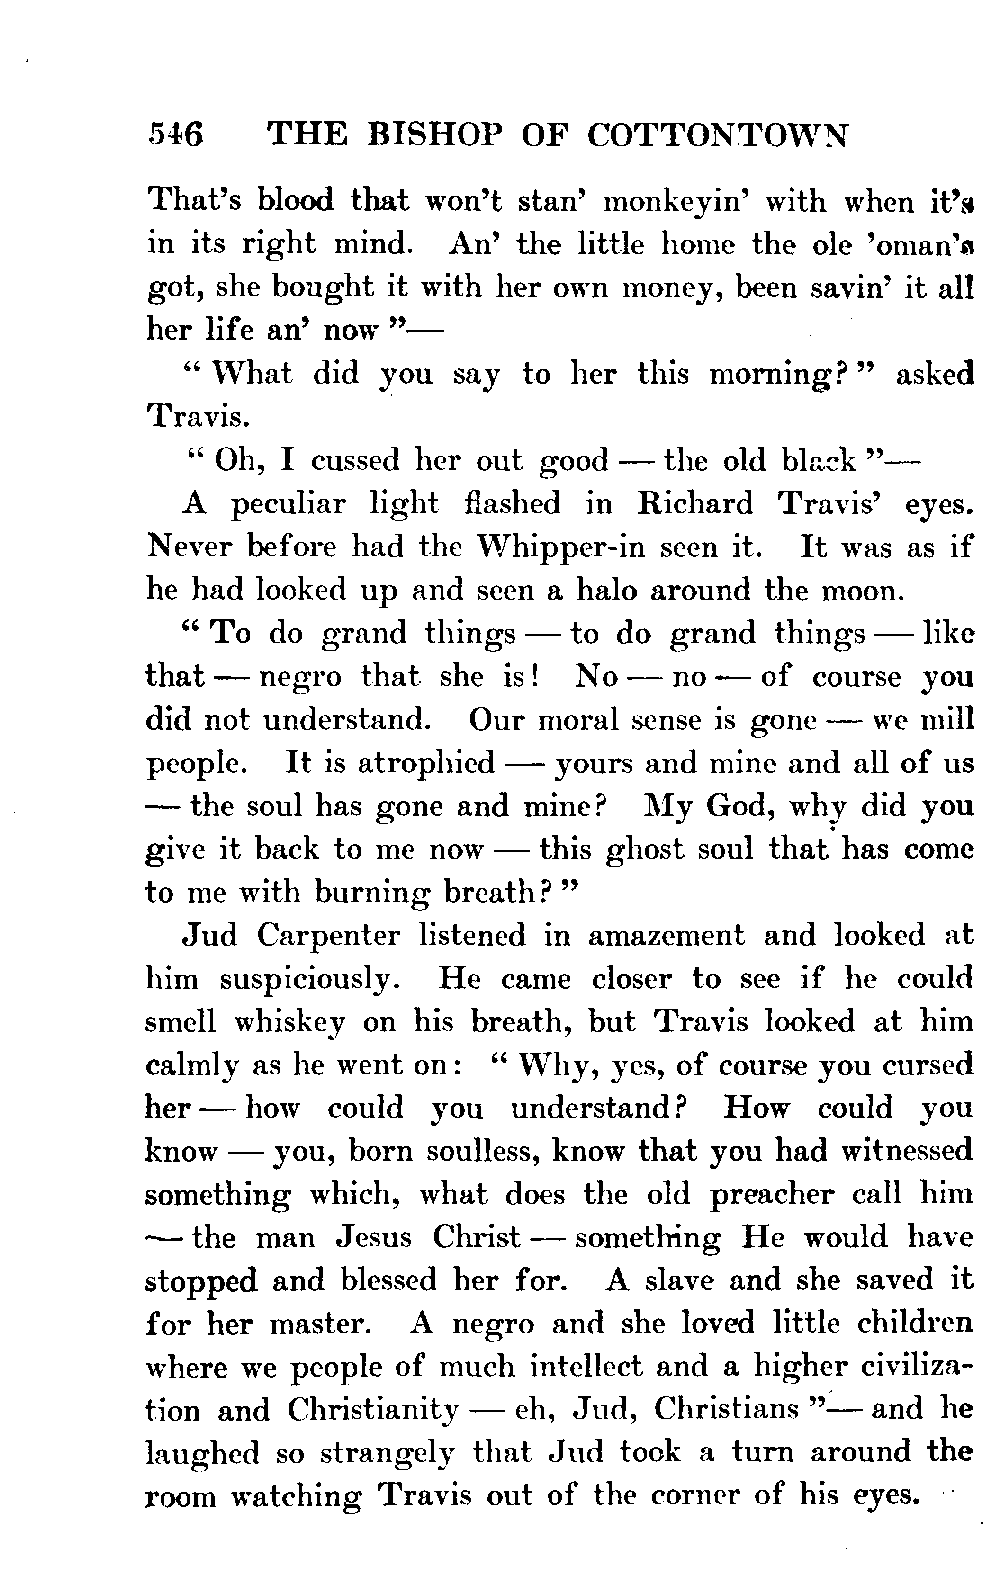 546 THE BISHOP OF COTTONTOWN
That's blood that won't stan' monkeyin' with when it's
in its right mind. An' the little home the ole 'oman's
got, she bought it with her own money, been savin' it all
her life an' now "—
" What did you say to her this morning? " asked
Travis.
" Oh, I cussed her out good — the old black "—
A peculiar light flashed in Richard Travis' eyes.
Never before had the Whipper-in seen it. It was as if
he had looked up and seen a halo around the moon.
" To do grand things — to do grand things — like
that — negro that she is! No — no — of course you
did not understand. Our moral sense is gone — we mill
people. It is atrophied — yours and mine and all of us
— the soul has gone and mine? My God, why did you
give it back to me now — this ghost soul that has come
to me with burning breath? "
Jud Carpenter listened in amazement and looked at
him suspiciously. He came closer to see if he could
smell whiskey on his breath, but Travis looked at him
calmly as he went on: " Why, yes, of course you cursed
her — how could you understand? How could you
know — you, born soulless, know that you had witnessed
something which, what does the old preacher call him
— the man Jesus Christ — something He would have
stopped and blessed her for. A slave and she saved it
for her master. A negro and she loved little children
where we people of much intellect and a higher civiliza-
tion and Christianity — eh, Jud, Christians "— and he
laughed so strangely that Jud took a turn around the
room watching Travis out of the corner of his eyes.